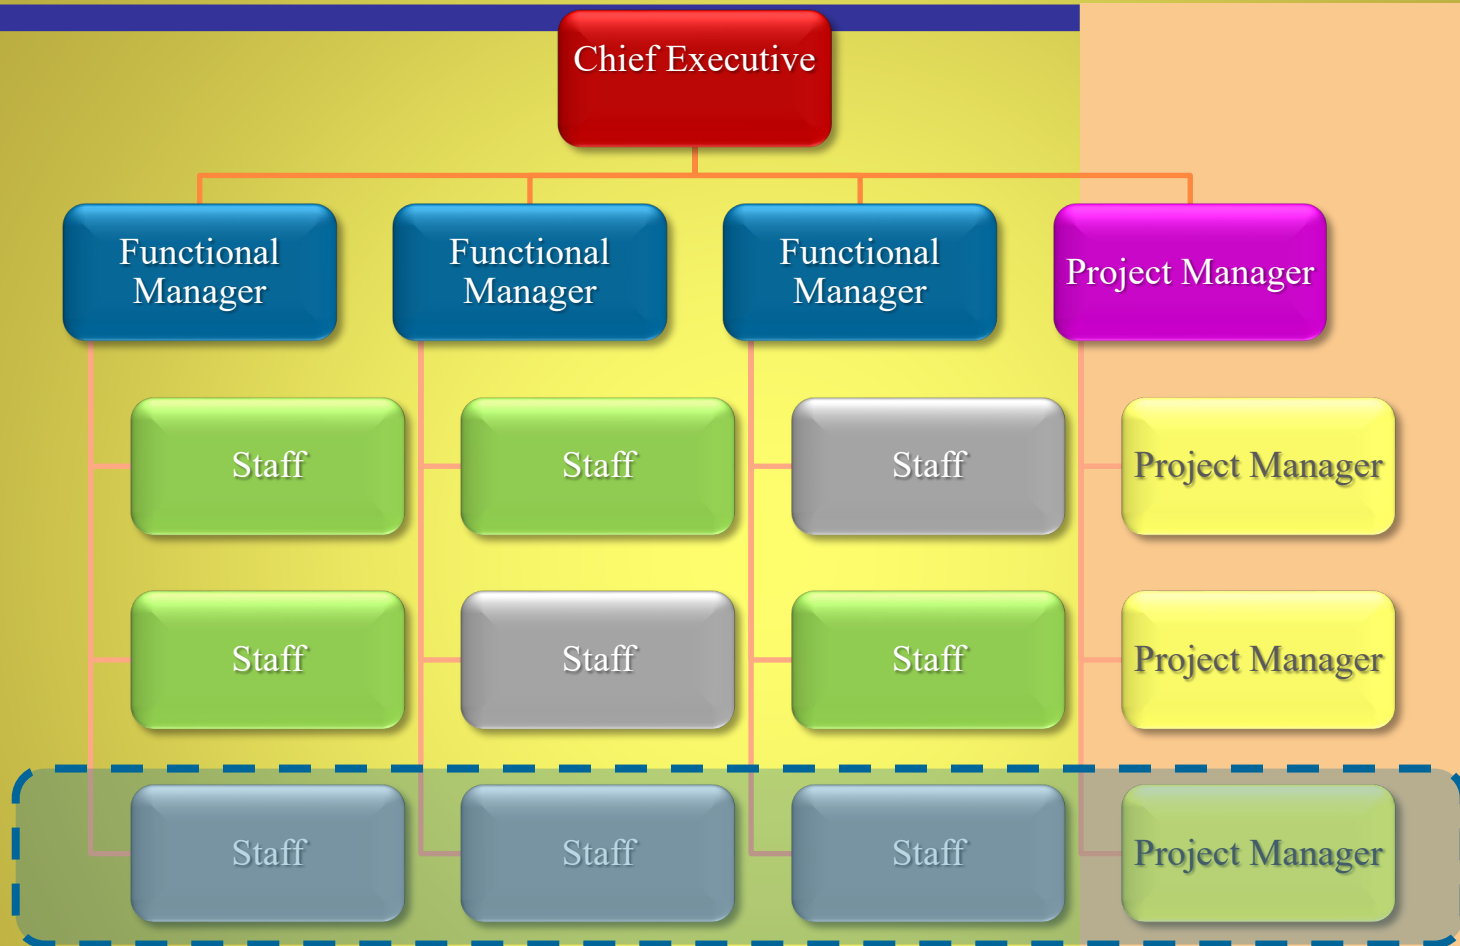 Chief Executive
Functional
Manager
Functional
Manager
Functional
Manager
Project Manager
Staff
Staff
Staff
Project Manager
Staff
Staff
Staff
Project Manager
Staff
Staff
Staff
Project Manager